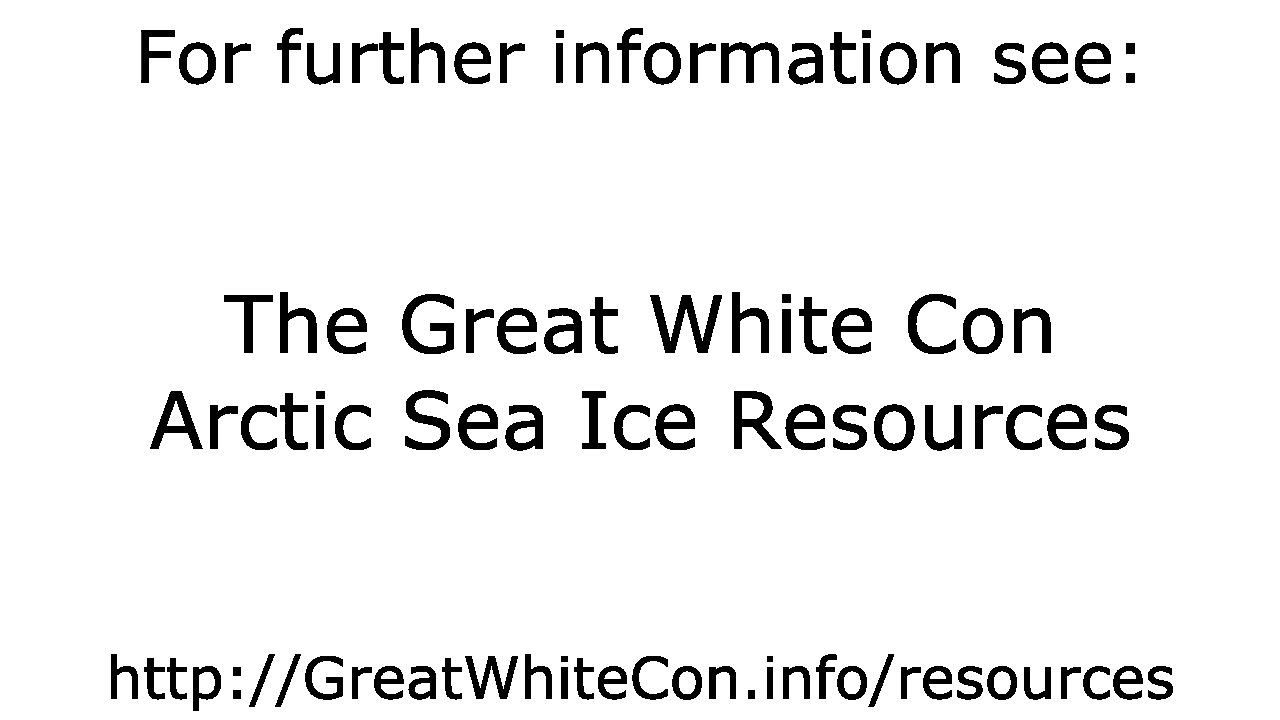 For further information see:
The Great White Con
Arctic Sea Ice Resources
http://GreatWhiteCon.info/resources